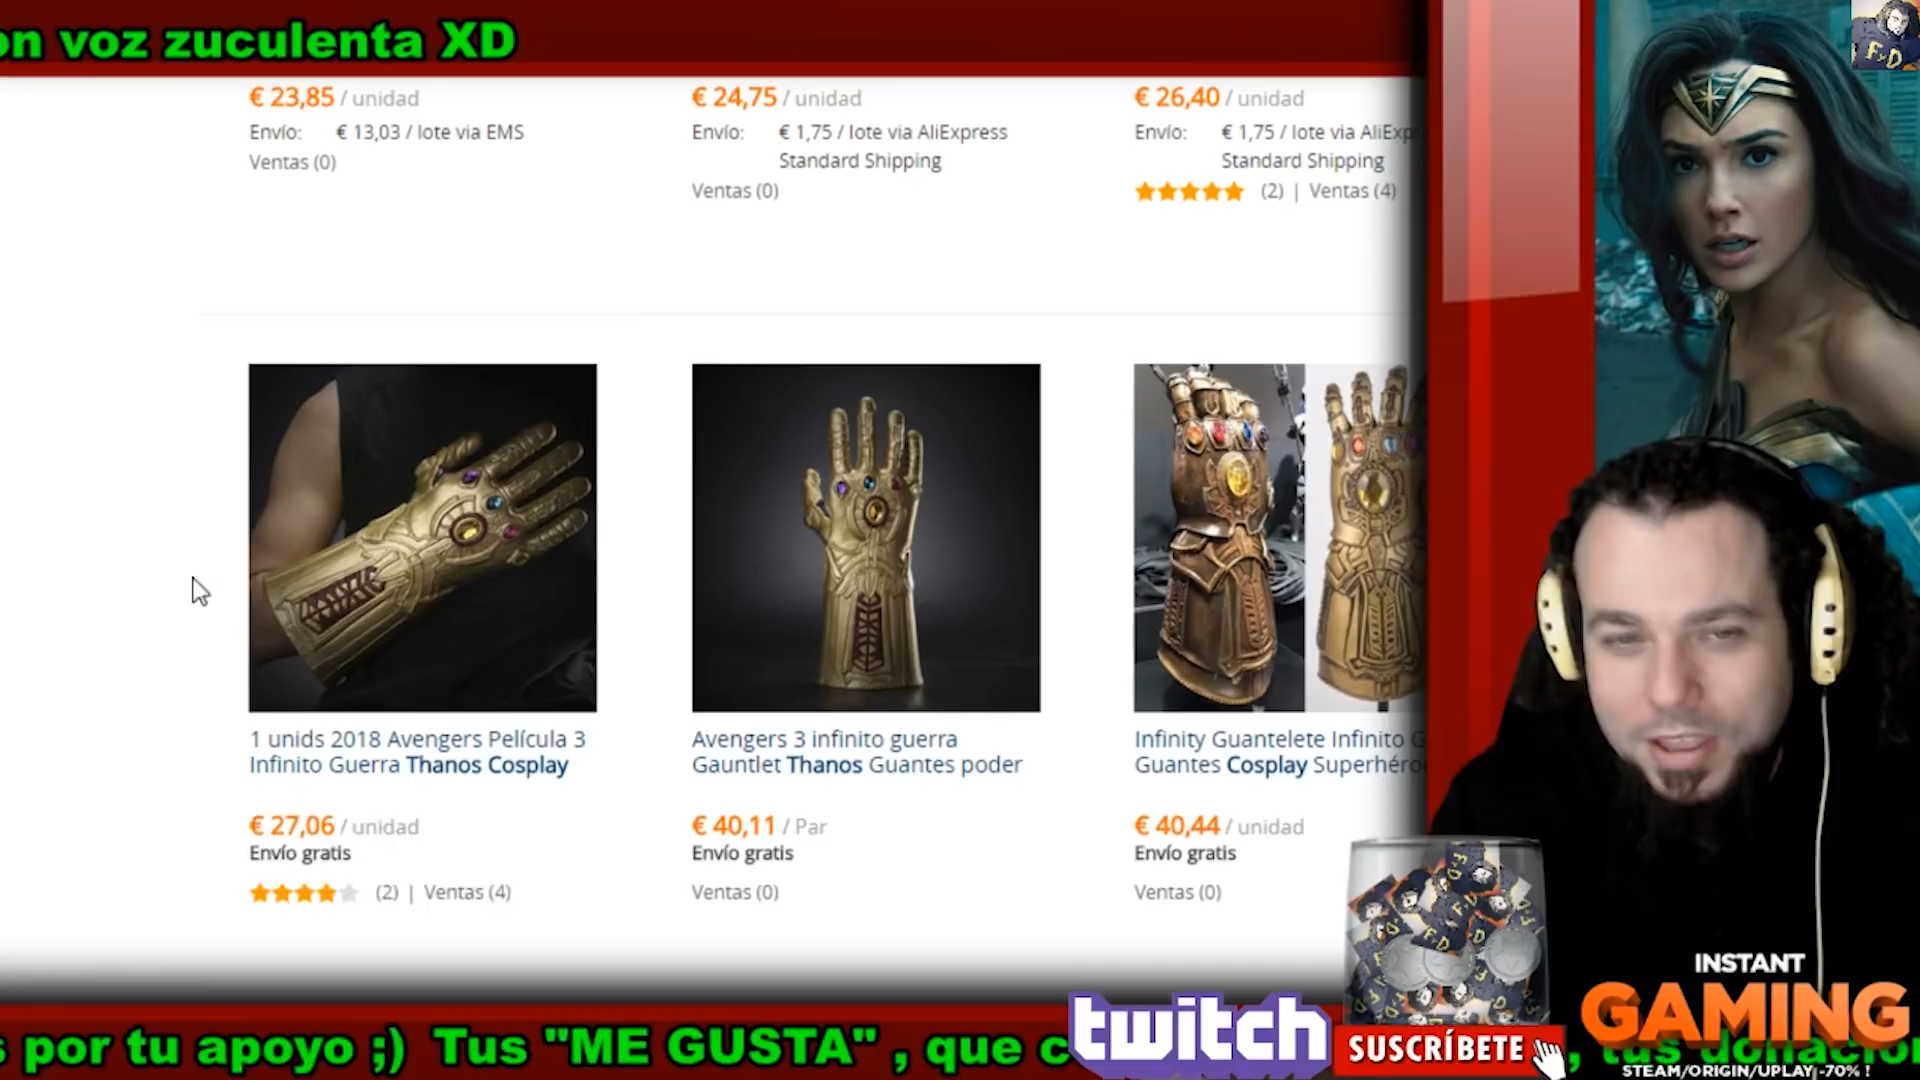 on voz zuculenta XD
€ 23,85 / unidad
Envío: € 13,03 / lote via EMS
Ventas (0)
€ 24,75 / unidad
Envío: € 1,75 / lote via AliExpress
Standard Shipping
Ventas (0)
€ 26,40 / unidad
Envío: € 1,75 / lote via AliExpr
Standard Shipping
(2) | Ventas (4)
1 unids 2018 Avengers Película 3
Infinito Guerra Thanos Cosplay
€ 27,06 / unidad
Envío gratis
(2) | Ventas (4)
Avengers 3 infinito guerra
Gauntlet Thanos Guantes poder
€ 40,11 / Par
Envío gratis
Ventas (0)
Infinity Guantelete Infinito G
Guantes Cosplay Superhéro
€ 40,44 / unidad
Envío gratis
Ventas (0)
FyD
INSTANT
GAMING
STEAM/ORIGIN/UPLAY -70% !
s por tu apoyo ;) Tus "ME GUSTA" , que c
twitch
SUSCRÍBETE
, tus donacion